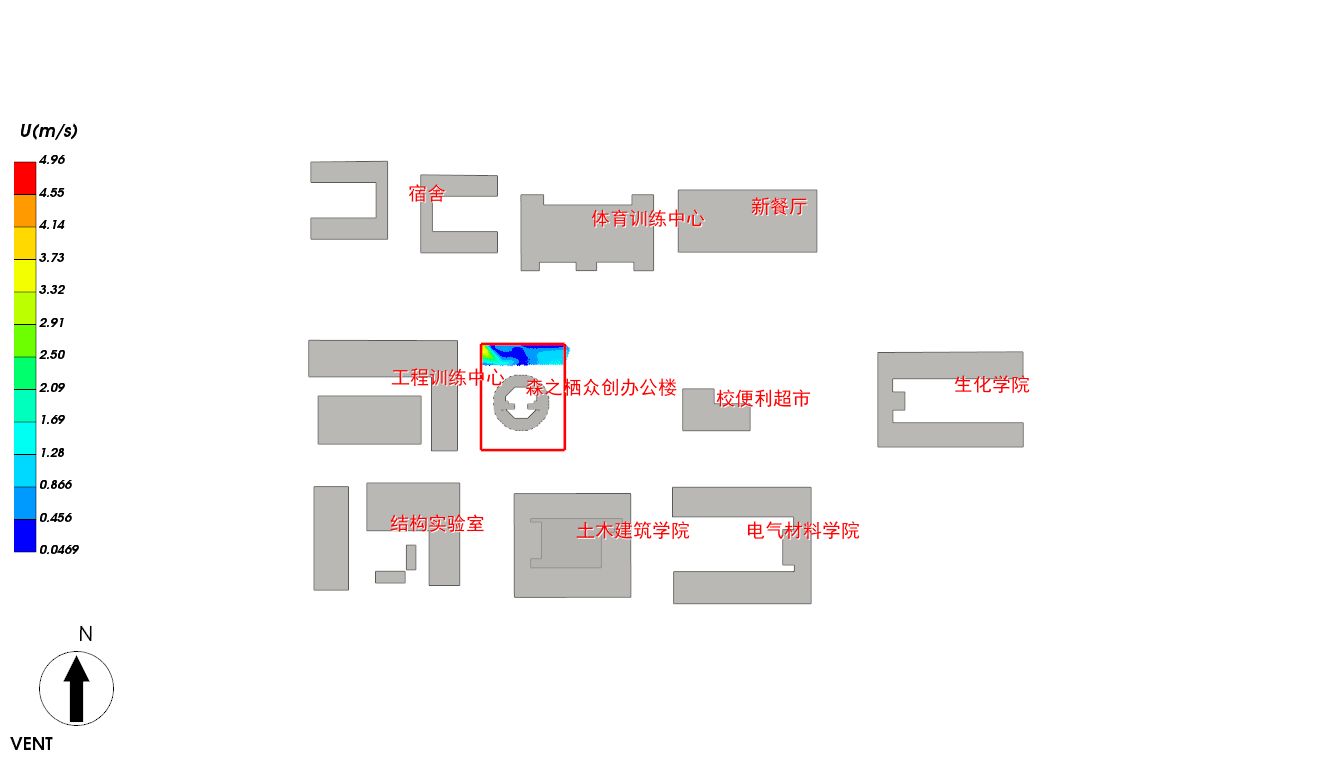 U(m/s)
4.96
4.55
4.14
3.73
3.32
2.91
2.50
2.09
1.69
1.28
0.866
0.456
0.0469
宿舍
体育训练中心
新餐厅
工程训练中心
森之栖众创办公楼
校便利超市
生化学院
结构实验室
土木建筑学院
电气材料学院
N
VENT